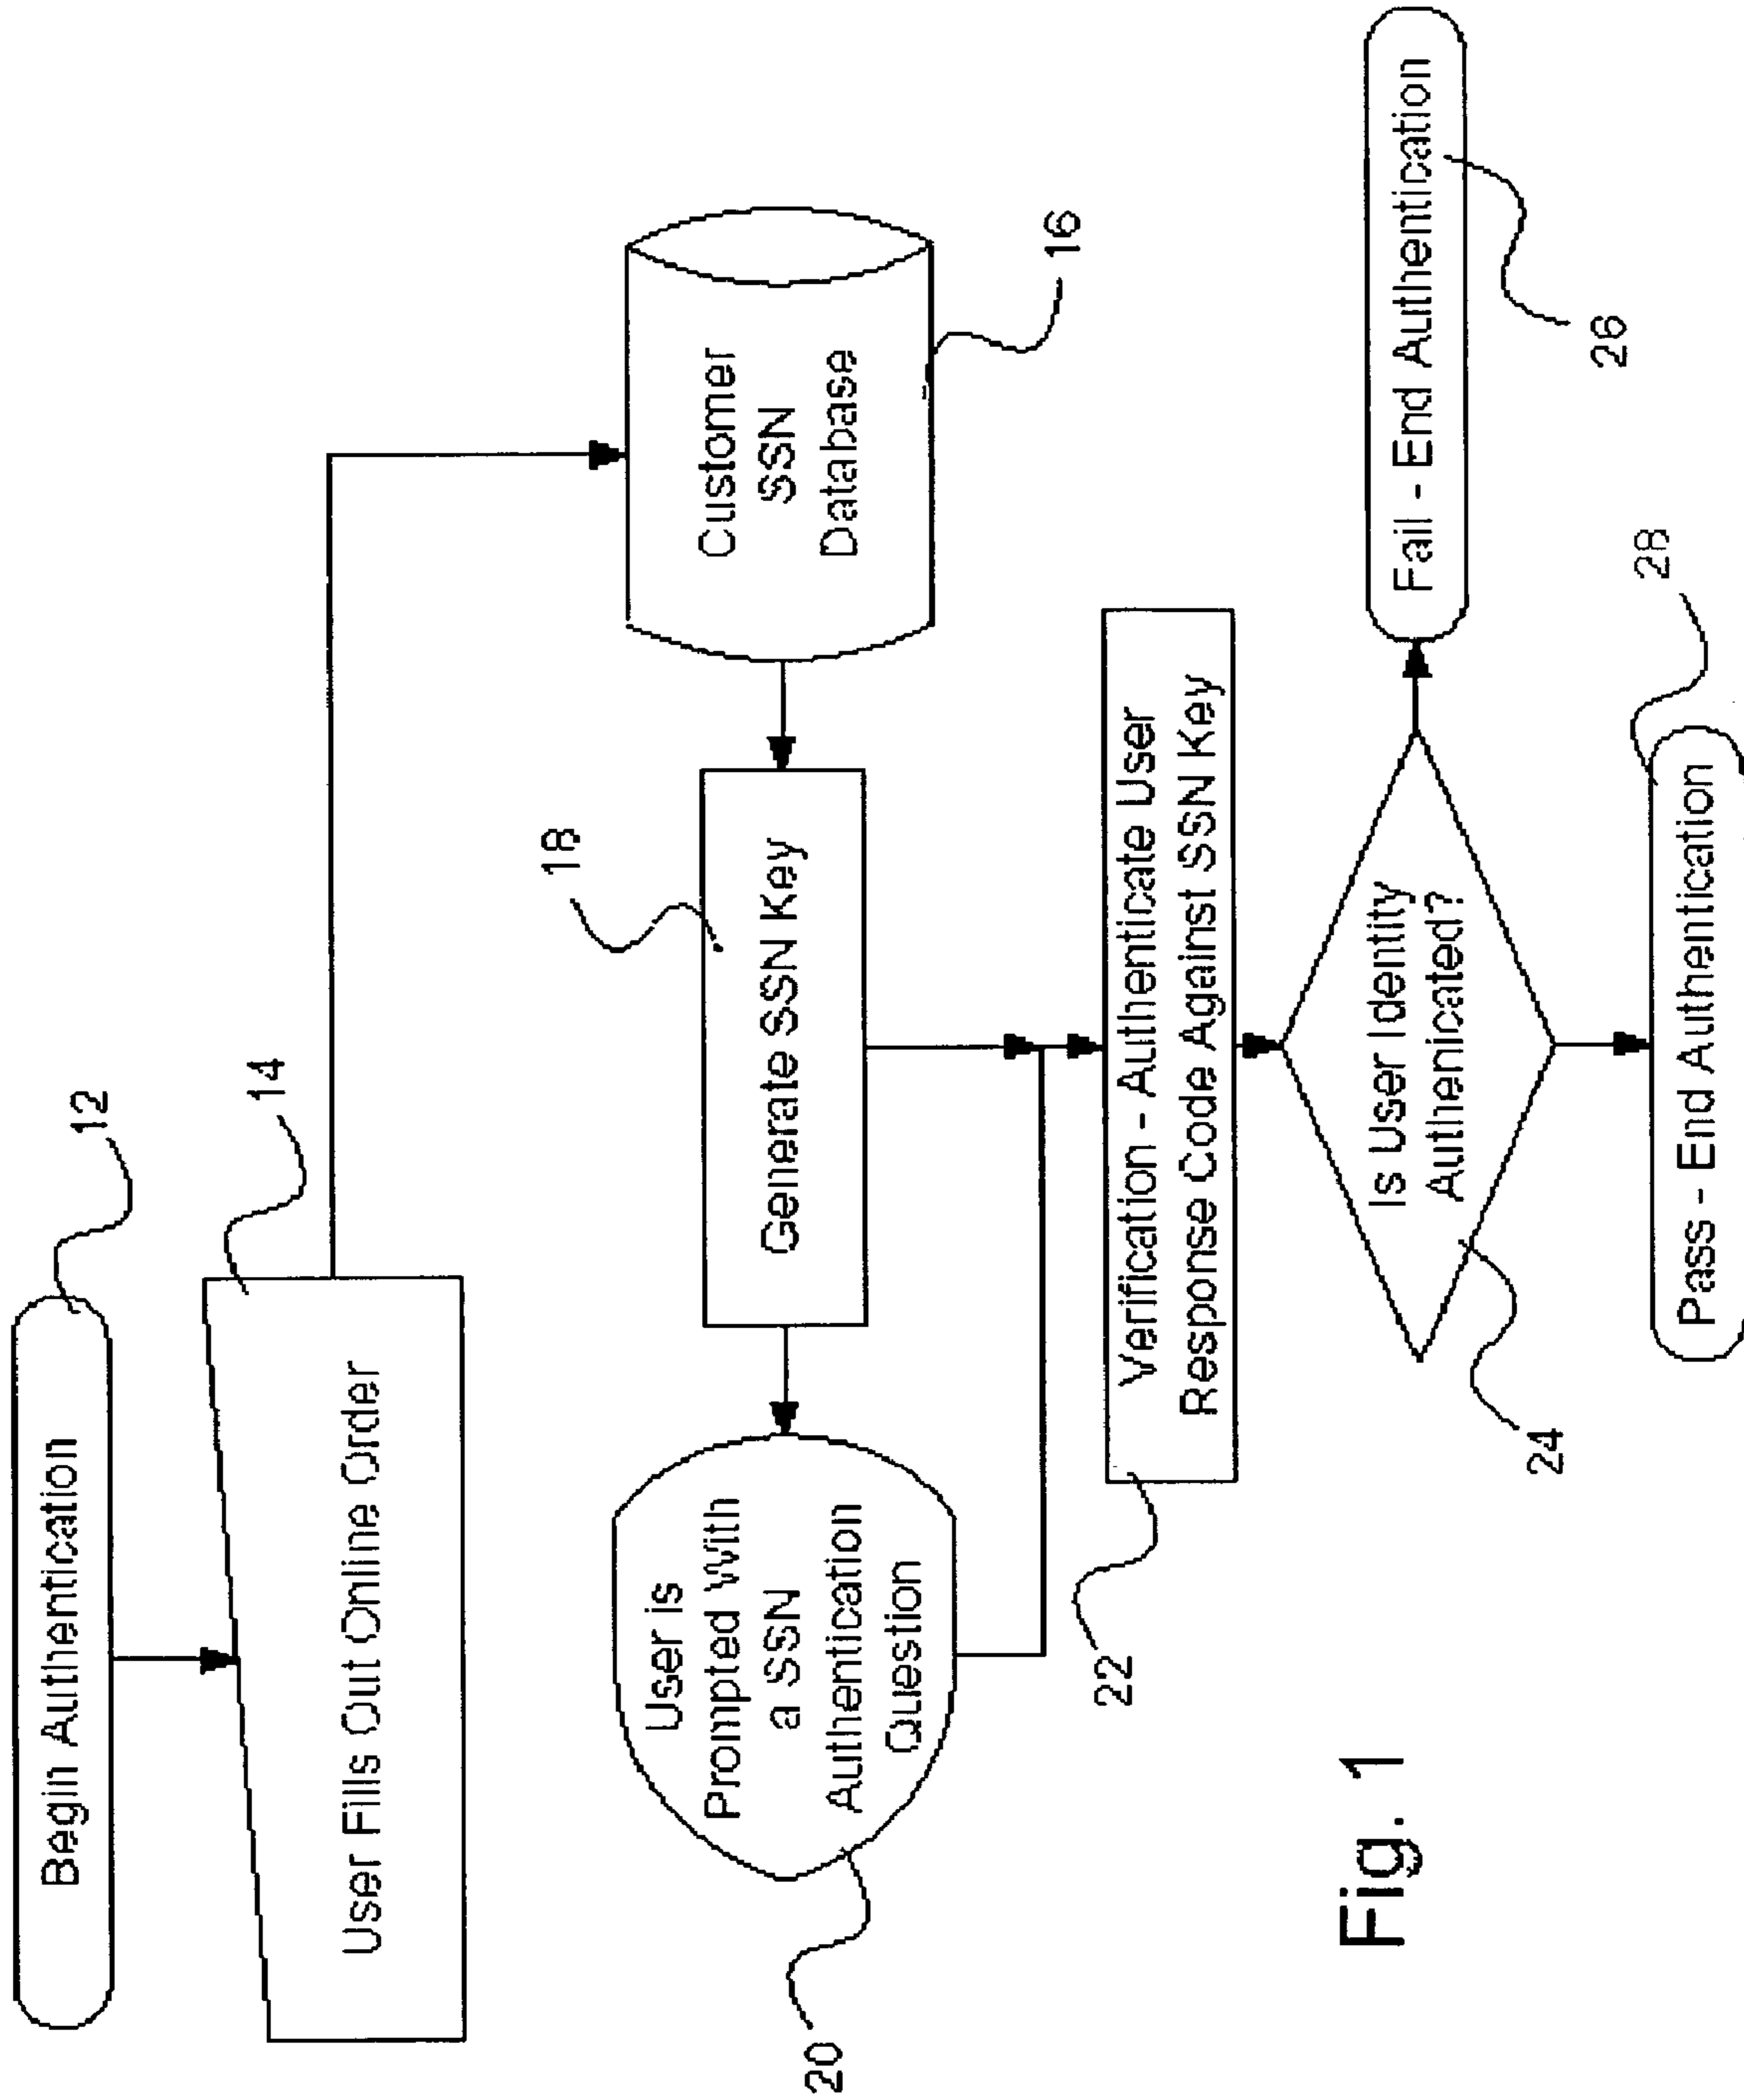 Begin Authentication
12
User Fills Out Online Order
14
Customer
SSN
Database
16
Generate SSN Key
18
User is
Prompted with
a SSN
Authentication
Question
20
Verification - Authenticate User
Response Code Against SSN Key
22
Is User Identity
Authenicated?
24
Fail - End Authentication
26
Pass - End Authentication
28
Fig. 1